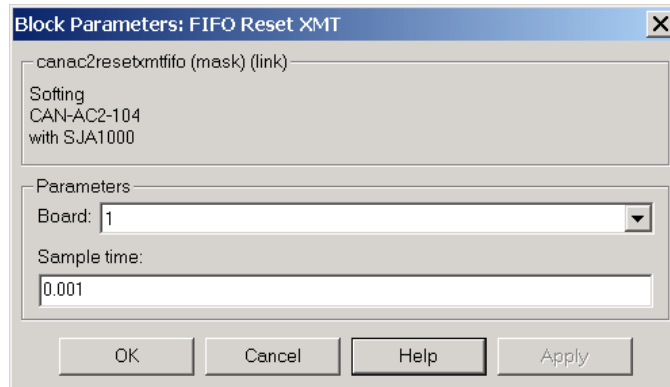 Block Parameters: FIFO Reset XMT
canac2resetxmtfifo (mask) (link)
Softing
CAN-AC2-104
with SJA1000
Parameters
Board: 1
Sample time:
0.001
OK Cancel Help Apply